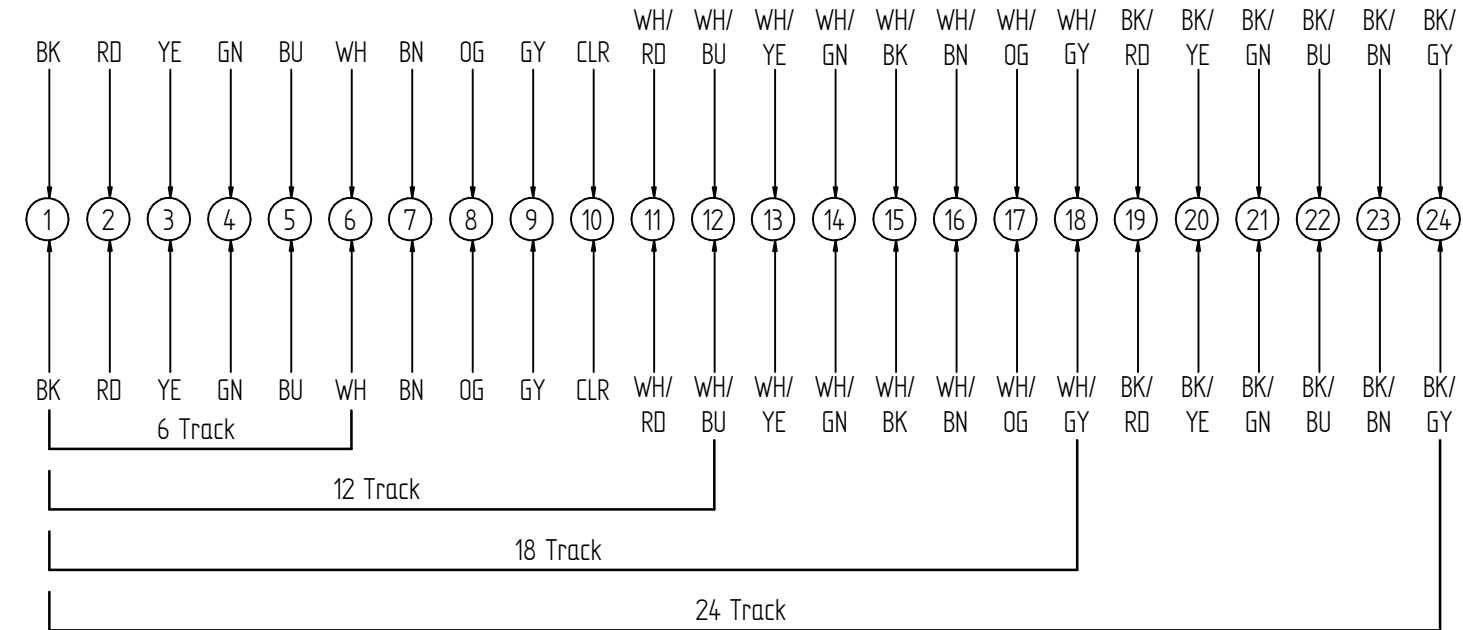 WH/ WH/ WH/ WH/ WH/ WH/ WH/ WH/ BK/ BK/ BK/ BK/ BK/ BK/
BK RD YE GN BU WH BN OG GY CLR RD BU YE GN BK BN OG GY RD YE GN BU BN GY
1 2 3 4 5 6 7 8 9 10 11 12 13 14 15 16 17 18 19 20 21 22 23 24
BK RD YE GN BU WH BN OG GY CLR WH/ WH/ WH/ WH/ WH/ WH/ WH/ WH/ BK/ BK/ BK/ BK/ BK/ BK/
RD BU YE GN BK BN OG GY RD YE GN BU BN GY
6 Track
12 Track
18 Track
24 Track